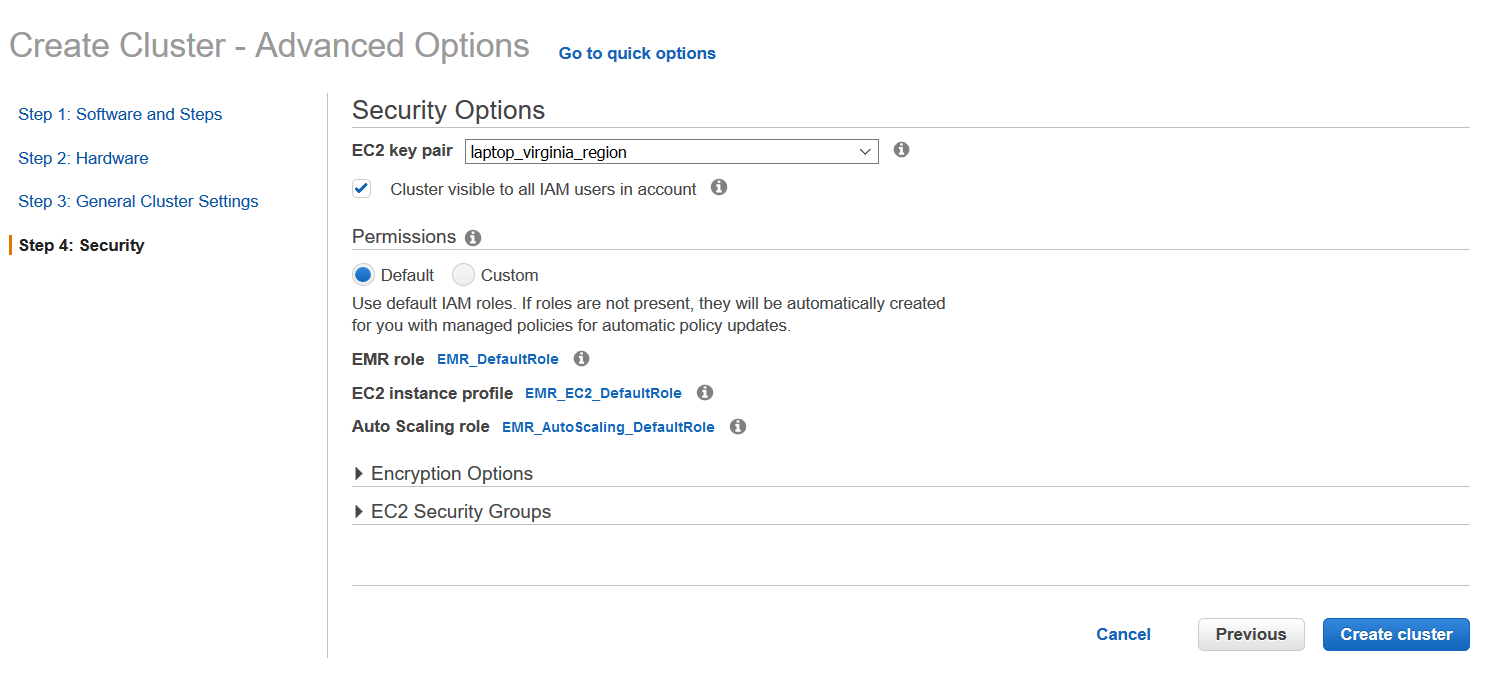 Create Cluster - Advanced Options Go to quick options
Step 1: Software and Steps
Step 2: Hardware
Step 3: General Cluster Settings
Step 4: Security
Security Options
EC2 key pair laptop_virginia_region
Cluster visible to all IAM users in account
Permissions
Default Custom
Use default IAM roles. If roles are not present, they will be automatically created
for you with managed policies for automatic policy updates.
EMR role EMR_DefaultRole
EC2 instance profile EMR_EC2_DefaultRole
Auto Scaling role EMR_AutoScaling_DefaultRole
Encryption Options
EC2 Security Groups
Cancel Previous Create cluster